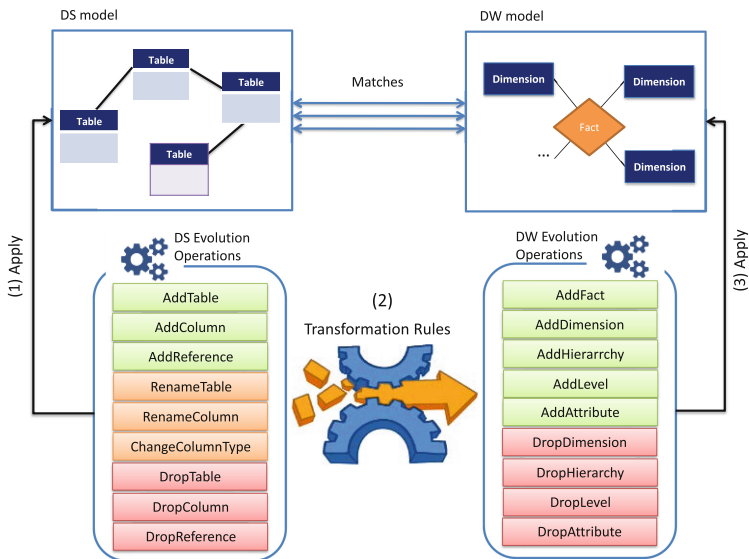 DS model
DW model
Table
Table
Table
Table
Matches
Dimension
Dimension
Fact
Dimension
...
(1) Apply
(3) Apply
DS Evolution
Operations
AddTable
AddColumn
AddReference
RenameTable
RenameColumn
ChangeColumnType
DropTable
DropColumn
DropReference
(2)
Transformation Rules
DW Evolution
Operations
AddFact
AddDimension
AddHierarrchy
AddLevel
AddAttribute
DropDimension
DropHierarchy
DropLevel
DropAttribute